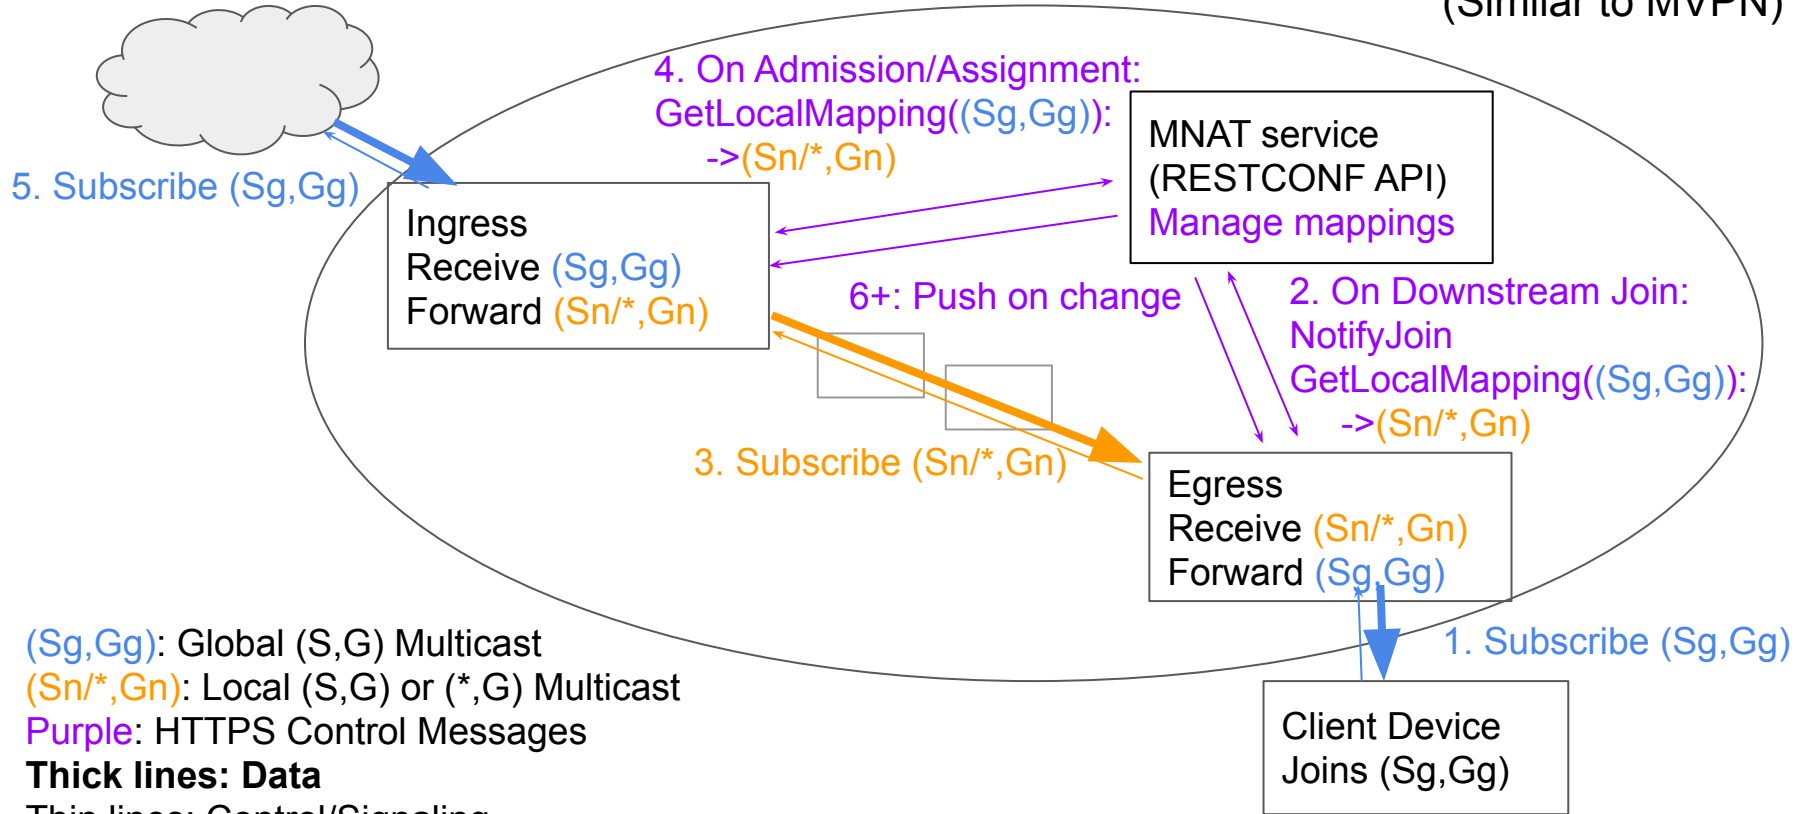 (Similar to MVPN)
4. On Admission/Assignment:
GetLocalMapping((Sg,Gg)):
->(Sn/*,Gn)
MNAT service
(RESTCONF API)
Manage mappings
5. Subscribe (Sg,Gg)
Ingress
Receive (Sg,Gg)
Forward (Sn/*,Gn)
6+: Push on change
2. On Downstream Join:
NotifyJoin
GetLocalMapping((Sg,Gg)):
->(Sn/*,Gn)
3. Subscribe (Sn/*,Gn)
Egress
Receive (Sn/*,Gn)
Forward (Sg,Gg)
1. Subscribe (Sg,Gg)
Client Device
Joins (Sg,Gg)
(Sg,Gg): Global (S,G) Multicast
(Sn/*,Gn): Local (S,G) or (*,G) Multicast
Purple: HTTPS Control Messages
Thick lines: Data
Thin lines: Control/Signaling